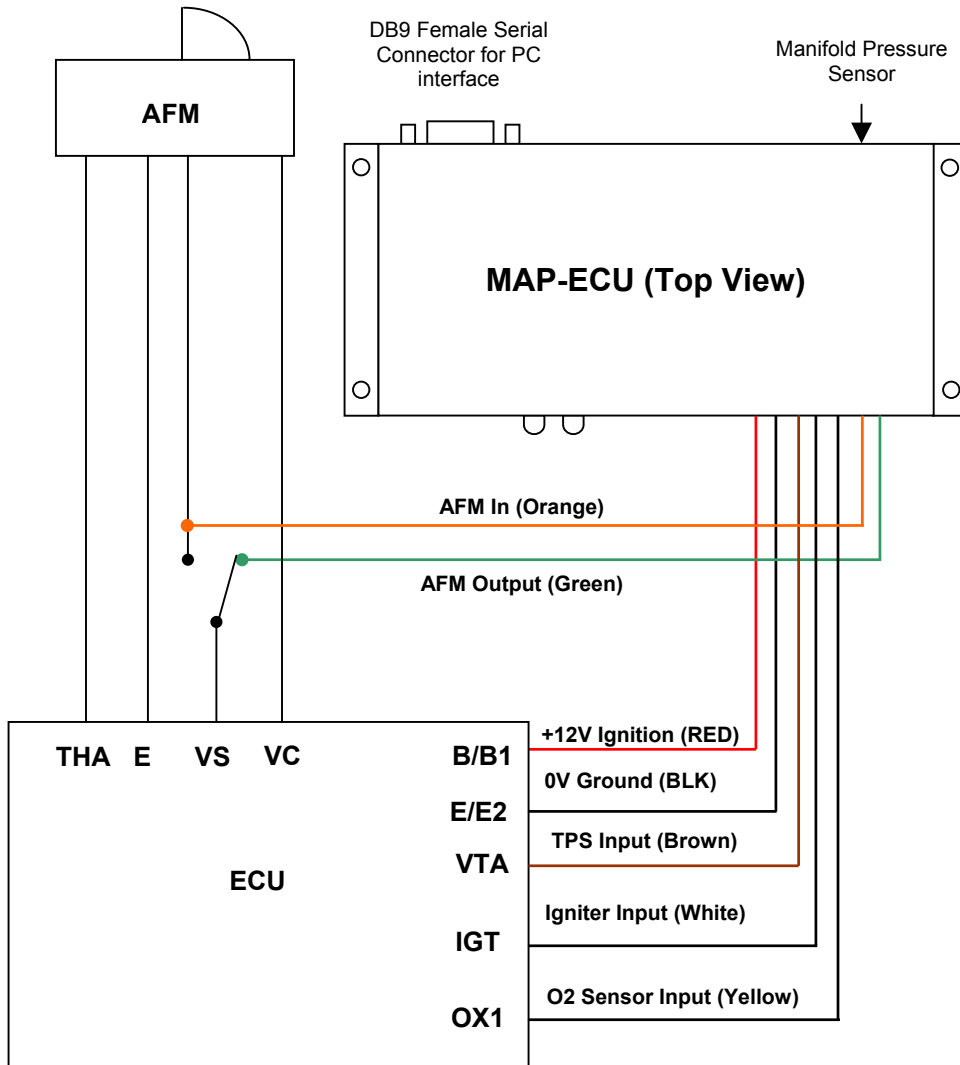 DB9 Female Serial
Connector for PC
interface
Manifold Pressure
Sensor
AFM
MAP-ECU (Top View)
AFM In (Orange)
AFM Output (Green)
THA E VS VC
B/B1
+12V Ignition (RED)
E/E2
0V Ground (BLK)
VTA
TPS Input (Brown)
ECU
IGT
Igniter Input (White)
OX1
O2 Sensor Input (Yellow)